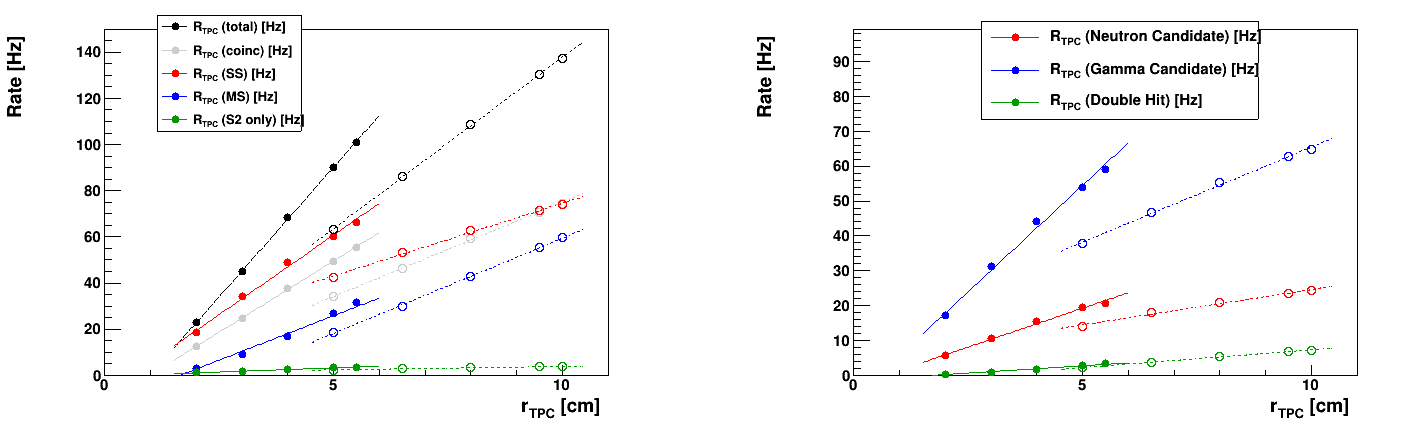 Rate [Hz]
R_TPC (total) [Hz]
R_TPC (coinc) [Hz]
R_TPC (SS) [Hz]
R_TPC (MS) [Hz]
R_TPC (S2 only) [Hz]
140
120
100
80
60
40
20
0
0
5
10
r_TPC [cm]
Rate [Hz]
R_TPC (Neutron Candidate) [Hz]
R_TPC (Gamma Candidate) [Hz]
R_TPC (Double Hit) [Hz]
90
80
70
60
50
40
30
20
10
0
0
5
10
r_TPC [cm]